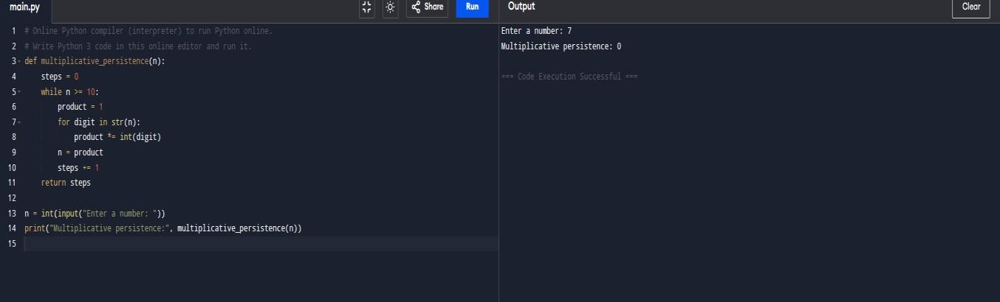 main.py
Share
Run
Output
Clear
1 # Online Python compiler (interpreter) to run Python online.
2 # Write Python 3 code in this online editor and run it.
3 def multiplicative_persistence(n):
4     steps = 0
5     while n >= 10:
6         product = 1
7         for digit in str(n):
8             product *= int(digit)
9         n = product
10         steps += 1
11     return steps
12
13 n = int(input("Enter a number: "))
14 print("Multiplicative persistence:", multiplicative_persistence(n))
15
Enter a number: 7
Multiplicative persistence: 0
=== Code Execution Successful ===